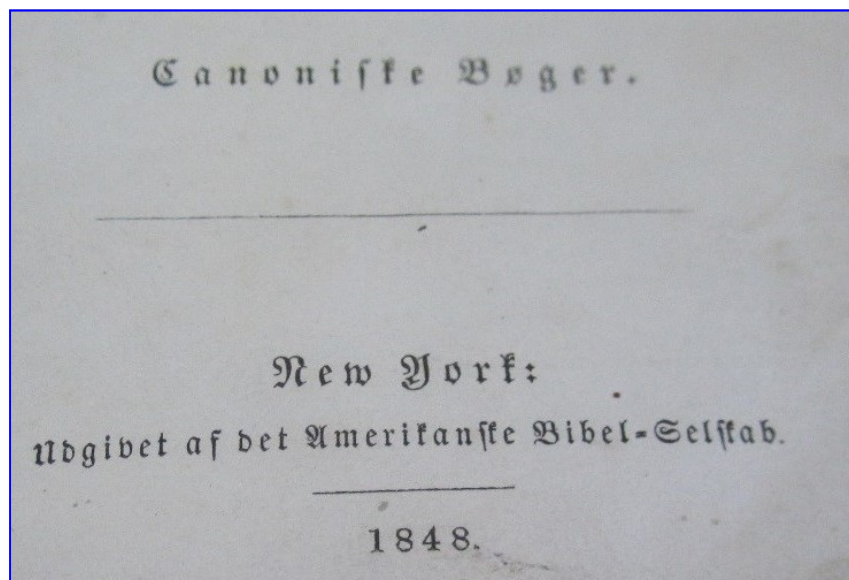 Canoniske Bøger.
New York:
Udgivet af det Amerikanske Bibel-Selskab.
1848.